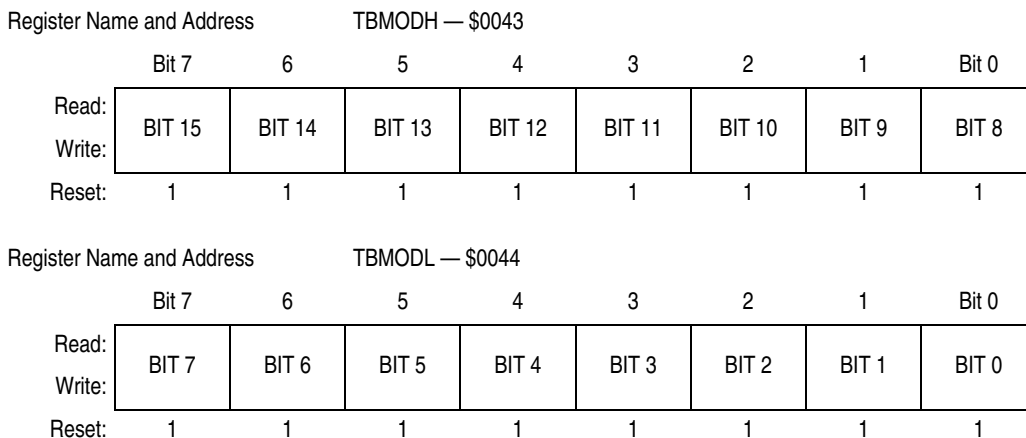 Register Name and Address TBMODH — $0043
Bit 7 6 5 4 3 2 1 Bit 0
Read:
BIT 15 BIT 14 BIT 13 BIT 12 BIT 11 BIT 10 BIT 9 BIT 8
Write:
Reset: 1 1 1 1 1 1 1 1
Register Name and Address TBMODL — $0044
Bit 7 6 5 4 3 2 1 Bit 0
Read:
BIT 7 BIT 6 BIT 5 BIT 4 BIT 3 BIT 2 BIT 1 BIT 0
Write:
Reset: 1 1 1 1 1 1 1 1